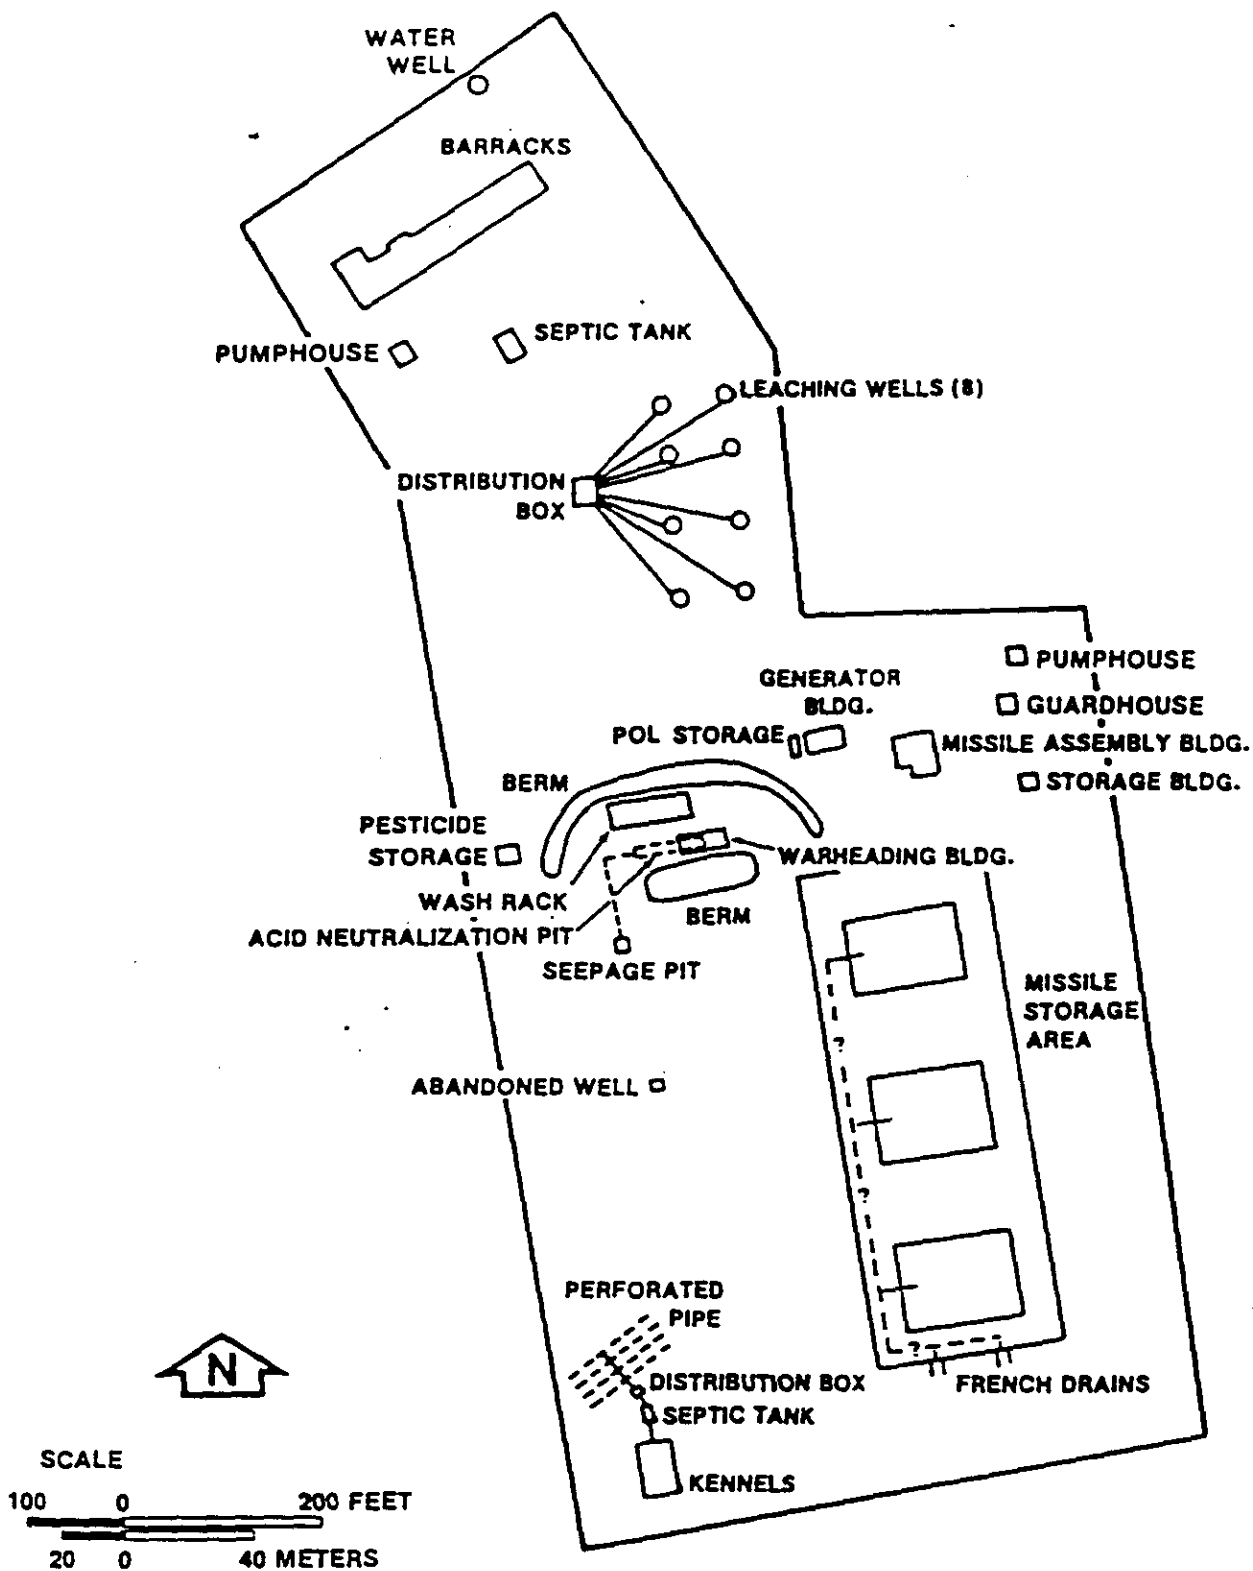 WATER
WELL
BARRACKS
SEPTIC TANK
PUMPHOUSE
LEACHING WELLS (8)
DISTRIBUTION
BOX
PUMPHOUSE
GENERATOR
BLDG.
GUARDHOUSE
POL STORAGE
MISSILE ASSEMBLY BLDG.
BERM
STORAGE BLDG.
PESTICIDE
STORAGE
WARHEADING BLDG.
WASH RACK
BERM
ACID NEUTRALIZATION PIT
SEEPAGE PIT
MISSILE
STORAGE
AREA
?
ABANDONED WELL
?
PERFORATED
PIPE
?
N
DISTRIBUTION BOX
FRENCH DRAINS
SEPTIC TANK
KENNELS
SCALE
100 0 200 FEET
20 0 40 METERS